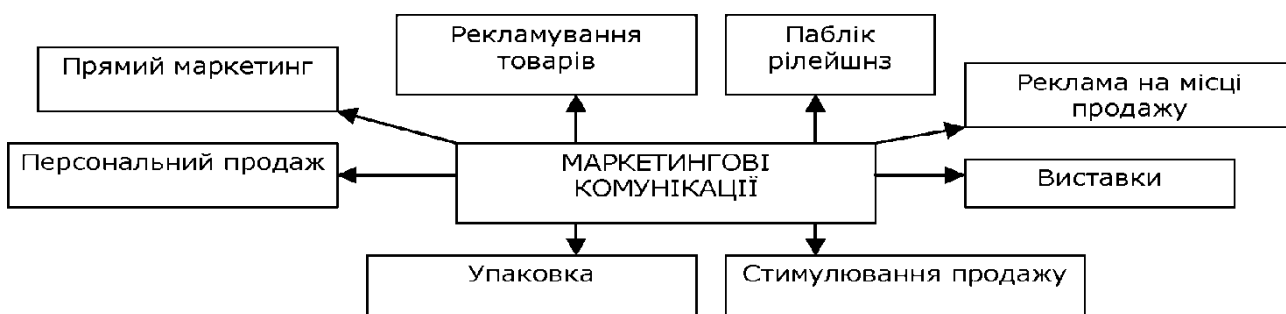 Рекламування
товарів
Паблік
рілейшнз
Прямий маркетинг
Реклама на місці
продажу
Персональний продаж
МАРКЕТИНГОВІ
КОМУНІКАЦІЇ
Виставки
Упаковка
Стимулювання продажу